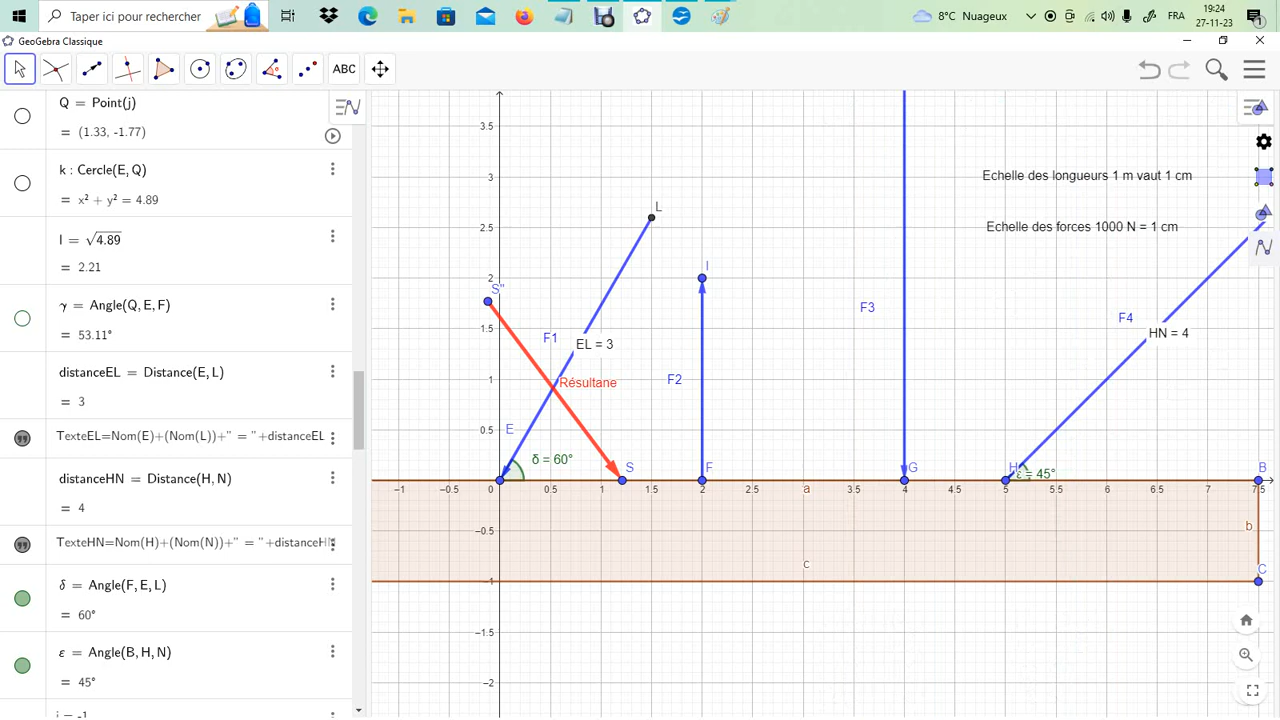 Taper ici pour rechercher
8°C Nuageux
FRA
19:24
27-11-23
1
GeoGebra Classique
ABC
Q = Point(j)
= (1.33, -1.77)
k : Cercle(E, Q)
= x² + y² = 4.89
l = √4.89
= 2.21
γ = Angle(Q, E, F)
= 53.11°
distanceEL = Distance(E, L)
= 3
TexteEL=Nom(E)+(Nom(L))+" = "+distanceEL
distanceHN = Distance(H, N)
= 4
TexteHN=Nom(H)+(Nom(N))+" = "+distanceHN
δ = Angle(F, E, L)
= 60°
ε = Angle(B, H, N)
= 45°
i = -1
3.5
3
2.5
2
1.5
1
0.5
-0.5
-1
-1.5
-2
Echelle des longueurs 1 m vaut 1 cm
Echelle des forces 1000 N = 1 cm
L
S"
I
F1
EL = 3
F3
F4
HN = 4
F2
Résultane
E
δ = 60°
S
F
G
H
ε = 45°
B
-1
-0.5
0
0.5
1
1.5
2
2.5
a
3.5
4
4.5
5
5.5
6
6.5
7
7.5
b
c
C